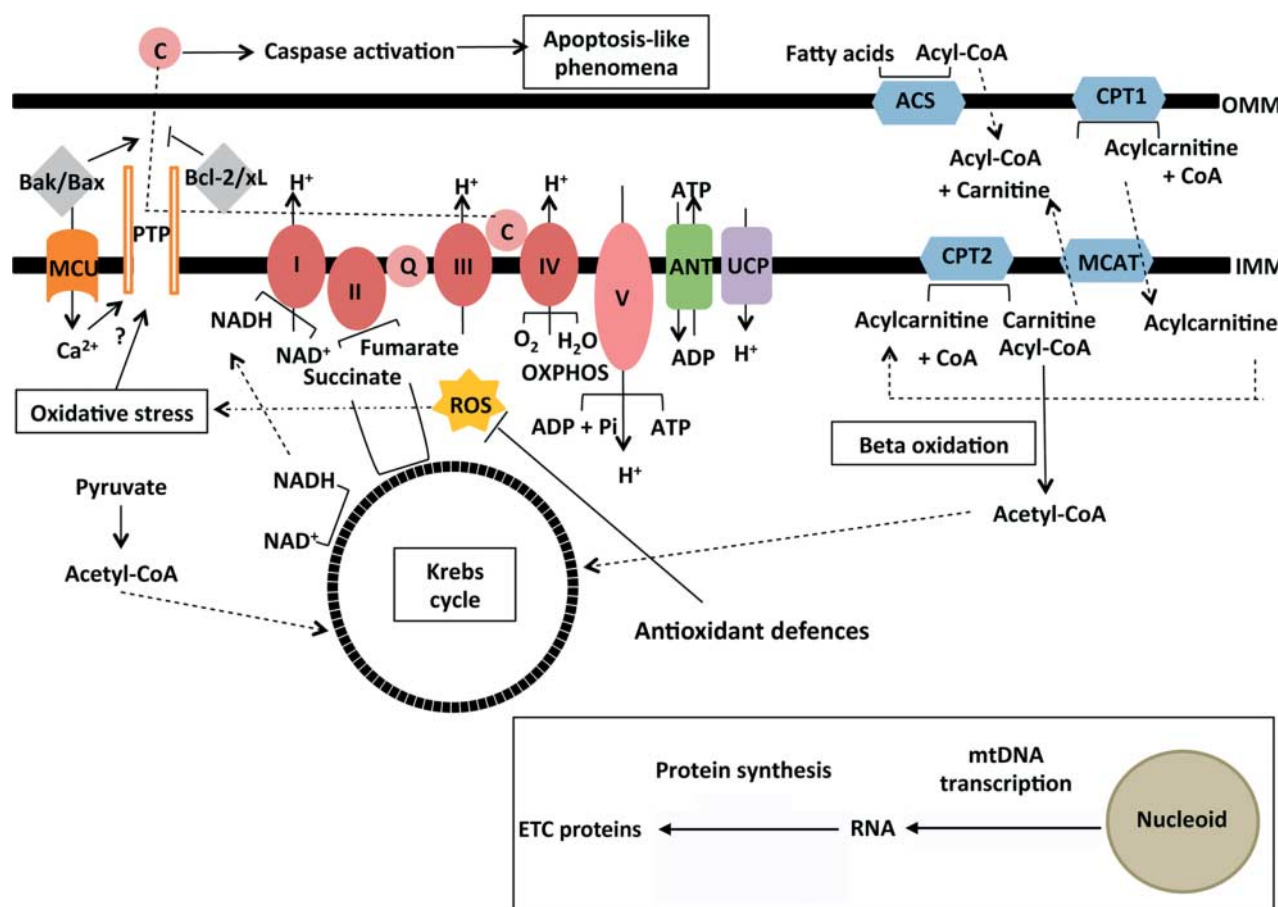 C
Caspase activation
Apoptosis-like
phenomena
Fatty acids
Acyl-CoA
ACS
CPT1
OMM
Bak/Bax
Bcl-2/xL
PTP
MCU
Ca²⁺
?
H⁺
H⁺
H⁺
I
II
Q
III
C
IV
V
ATP
ANT
ADP
UCP
H⁺
Acyl-CoA
+ Carnitine
Acylcarnitine
+ CoA
CPT2
MCAT
IMM
NADH
NAD⁺
Fumarate
Succinate
O₂
H₂O
OXPHOS
ADP + Pi
ATP
H⁺
Acylcarnitine
+ CoA
Carnitine
Acyl-CoA
Acylcarnitine
Oxidative stress
ROS
Beta oxidation
NADH
NAD⁺
Pyruvate
Acetyl-CoA
Acetyl-CoA
Krebs
cycle
Antioxidant defences
Protein synthesis
mtDNA
transcription
ETC proteins
RNA
Nucleoid